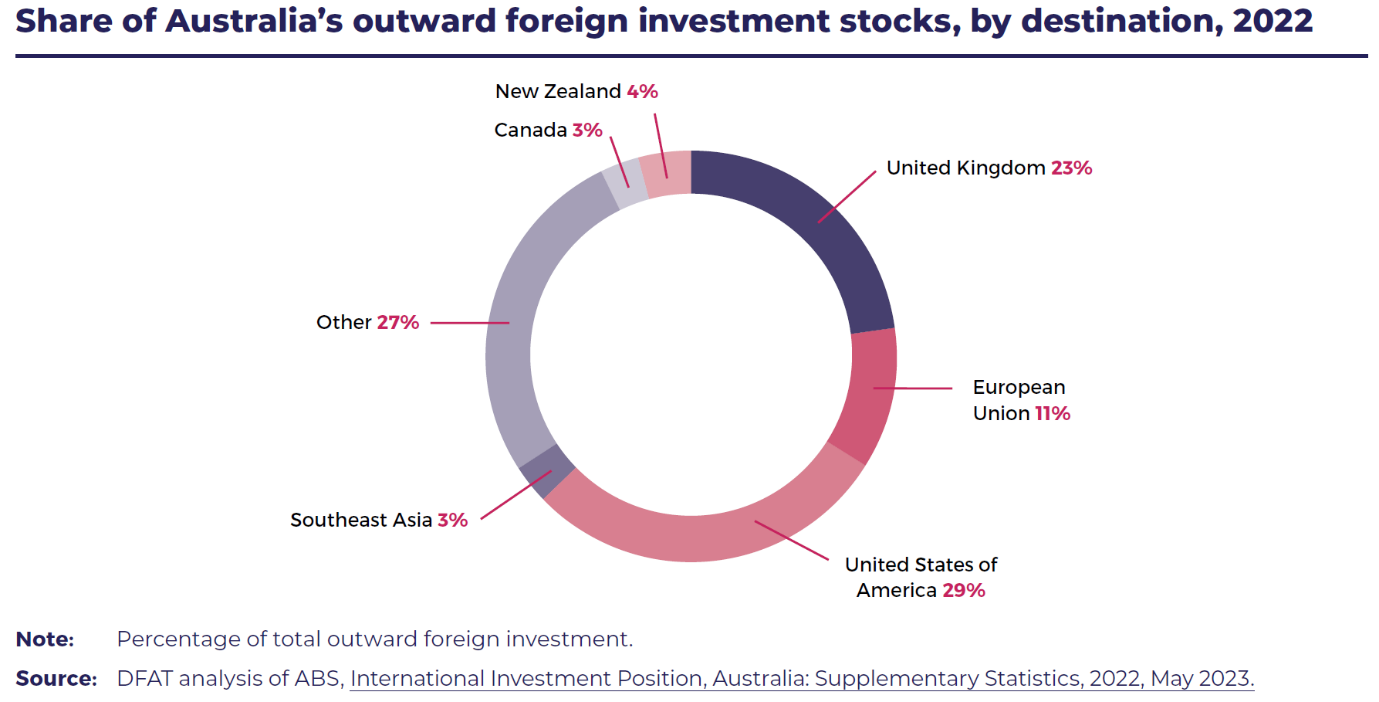 Share of Australia’s outward foreign investment stocks, by destination, 2022
New Zealand 4%
Canada 3%
United Kingdom 23%
Other 27%
European
Union 11%
Southeast Asia 3%
United States of
America 29%
Note: Percentage of total outward foreign investment.
Source: DFAT analysis of ABS, International Investment Position, Australia: Supplementary Statistics, 2022, May 2023.